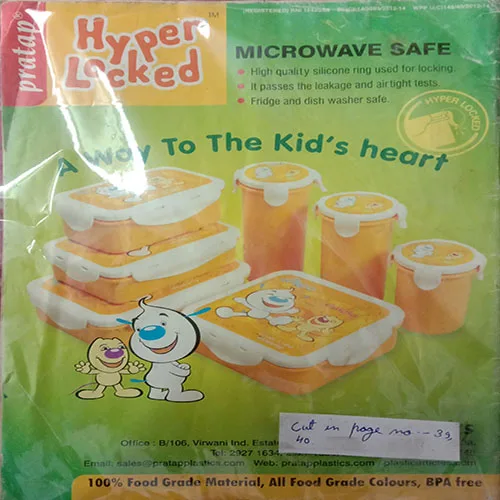 pratap®
Hyper Locked
TM
MICROWAVE SAFE
• High quality silicone ring used for locking.
• It passes the leakage and airtight tests.
• Fridge and dish washer safe.
HYPER LOCKED
A Way To The Kid's heart
Cut in page no :- 39,
40
Office : B/106, Virwani Ind. Estate
Tel: 2927 1634,
Email: sales@pratapplastics.com Web: pratapplastics.com
100% Food Grade Material, All Food Grade Colours, BPA free